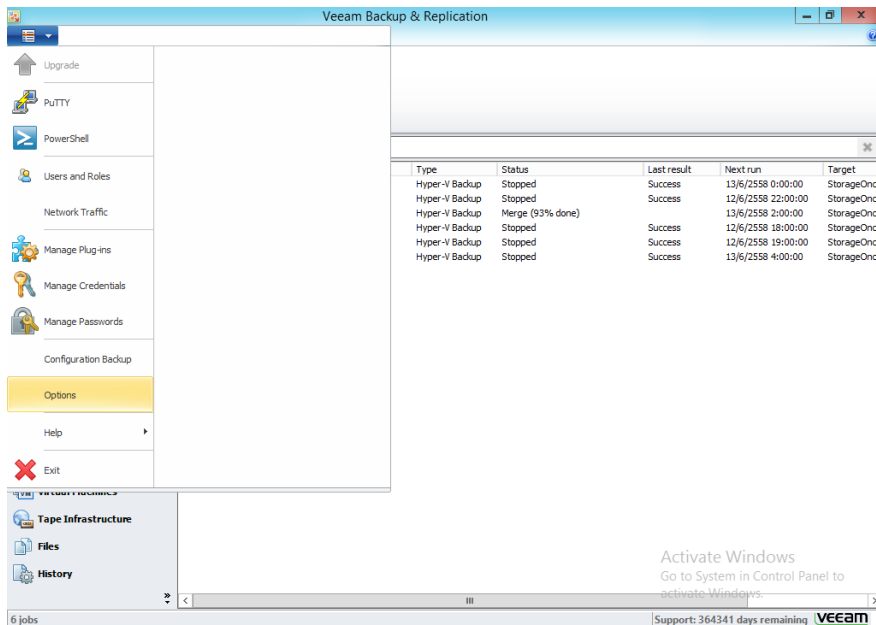 Veeam Backup & Replication
Upgrade
PuTTY
PowerShell
Users and Roles
Network Traffic
Manage Plug-ins
Manage Credentials
Manage Passwords
Configuration Backup
Options
Help
Exit
Type Status Last result Next run Target
Hyper-V Backup Stopped Success 13/6/2558 0:00:00 StorageOnc
Hyper-V Backup Stopped Success 12/6/2558 22:00:00 StorageOnc
Hyper-V Backup Merge (93% done) 13/6/2558 2:00:00 StorageOnc
Hyper-V Backup Stopped Success 12/6/2558 18:00:00 StorageOnc
Hyper-V Backup Stopped Success 12/6/2558 19:00:00 StorageOnc
Hyper-V Backup Stopped Success 13/6/2558 4:00:00 StorageOnc
Virtual Machines
Tape Infrastructure
Files
History
Activate Windows
Go to System in Control Panel to
activate Windows.
6 jobs
Support: 364341 days remaining
veeam